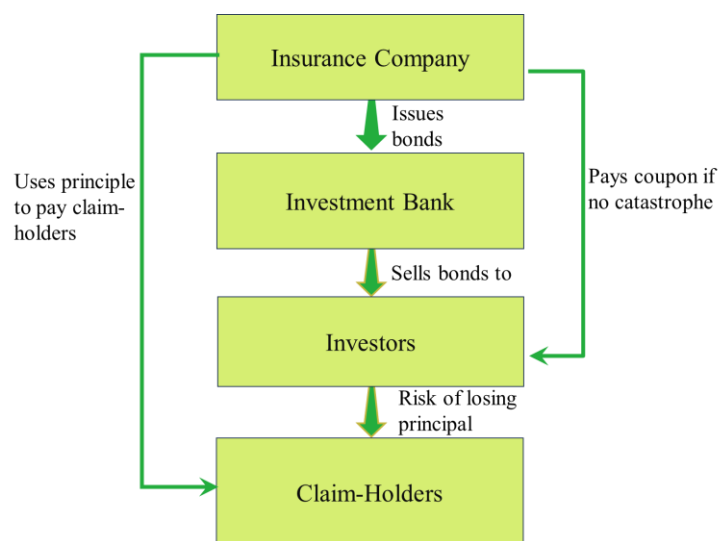 Insurance Company
Issues
bonds
Uses principle
to pay claim-
holders
Pays coupon if
no catastrophe
Investment Bank
Sells bonds to
Investors
Risk of losing
principal
Claim-Holders